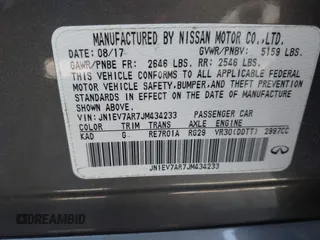 MANUFACTURED BY NISSAN MOTOR CO.,LTD.
DATE: 08/17 GVWR/PNBV: 5159 LBS.
GAWR/PNBE FR: 2646 LBS. RR: 2546 LBS.
THIS VEHICLE CONFORMS TO ALL APPLICABLE FEDERAL
MOTOR VEHICLE SAFETY,BUMPER,AND THEFT PREVENTION
STANDARDS IN EFFECT ON THE DATE OF
MANUFACTURE SHOWN ABOVE.
VIN: JN1EV7AR7JM434233 PASSENGER CAR
COLOR TRIM TRANS AXLE ENGINE
KAD G RE7R01A RG29 VR30(DDTT) 2997CC
JN1EV7AR7JM434233
DREAMBID